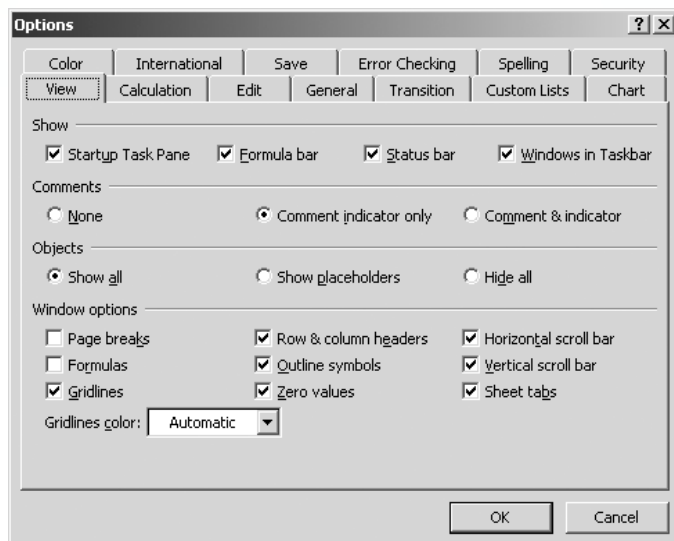 Options
Color International Save Error Checking Spelling Security
View Calculation Edit General Transition Custom Lists Chart
Show
Startup Task Pane Formula bar Status bar Windows in Taskbar
Comments
None Comment indicator only Comment & indicator
Objects
Show all Show placeholders Hide all
Window options
Page breaks Row & column headers Horizontal scroll bar
Formulas Outline symbols Vertical scroll bar
Gridlines Zero values Sheet tabs
Gridlines color: Automatic
OK Cancel